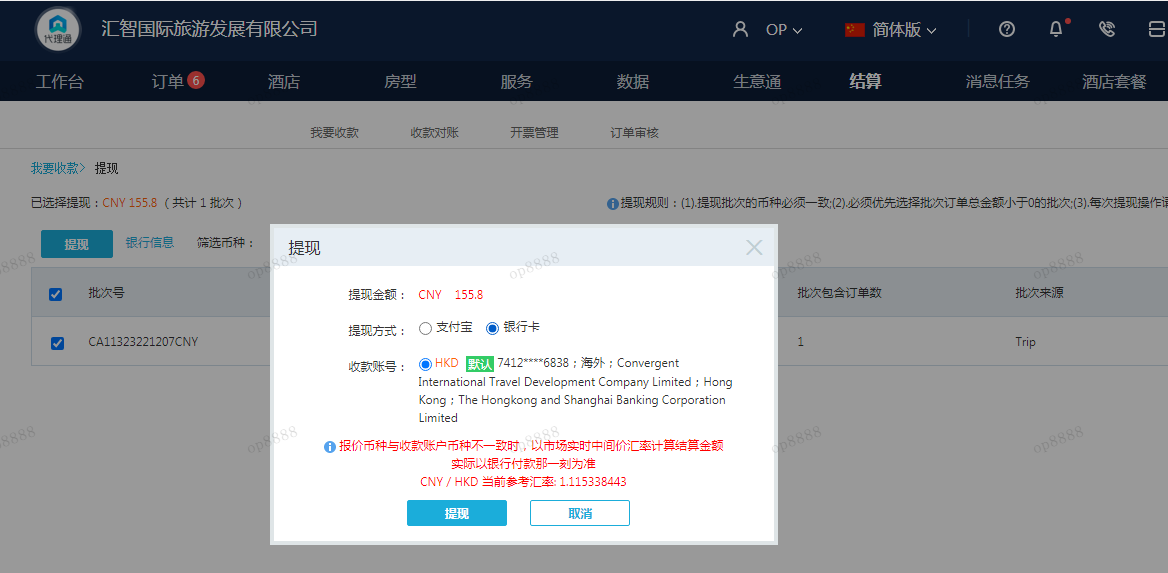 代理通
汇智国际旅游发展有限公司
OP
简体版
工作台 订单 6 酒店 房型 服务 数据 生意通 结算 消息任务 酒店套餐
我要收款 收款对账 开票管理 订单审核
我要收款> 提现
已选择提现：CNY 155.8 （ 共计 1 批次 ）
提现规则：(1).提现批次的币种必须一致;(2).必须优先选择批次订单总金额小于0的批次;(3).每次提现操作请
提现 银行信息 筛选币种：
批次号 批次包含订单数 批次来源
CA11323221207CNY 1 Trip
提现
提现金额： CNY 155.8
提现方式： 支付宝 银行卡
收款账号： HKD 默认 7412****6838；海外；Convergent
International Travel Development Company Limited；Hong
Kong；The Hongkong and Shanghai Banking Corporation
Limited
报价币种与收款账户币种不一致时，以市场实时中间价汇率计算结算金额
实际以银行付款那一刻为准
CNY / HKD 当前参考汇率: 1.115338443
提现 取消
op8888
op8888
op8888
op8888
op8888
op8888
op8888
op8888